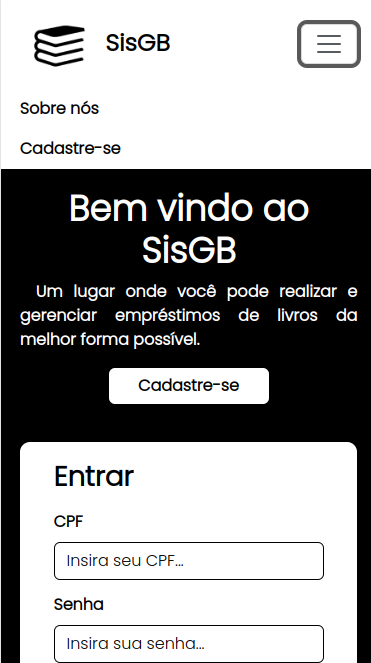 SisGB
Sobre nós
Cadastre-se
Bem vindo ao
SisGB
Um lugar onde você pode realizar e
gerenciar empréstimos de livros da
melhor forma possível.
Cadastre-se
Entrar
CPF
Insira seu CPF...
Senha
Insira sua senha...